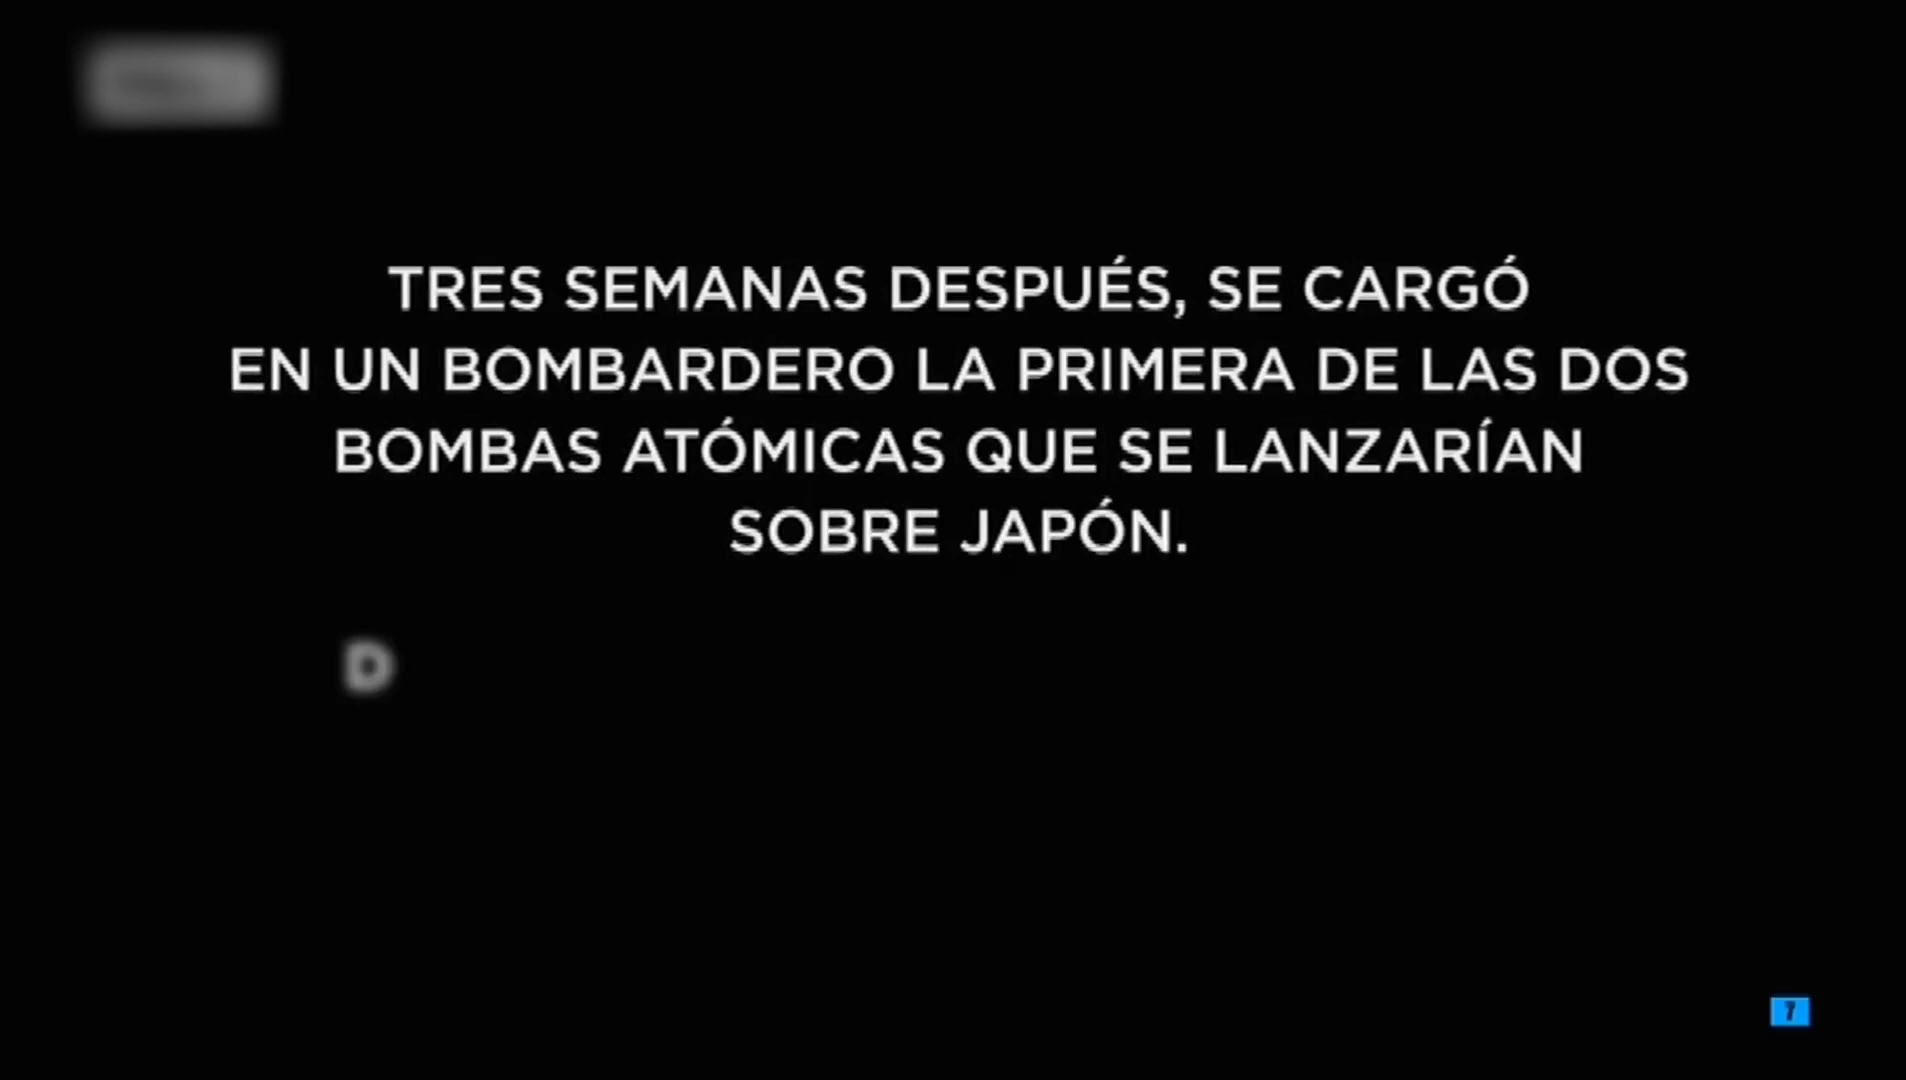 TRES SEMANAS DESPUÉS, SE CARGÓ
EN UN BOMBARDERO LA PRIMERA DE LAS DOS
BOMBAS ATÓMICAS QUE SE LANZARÍAN
SOBRE JAPÓN.
D
7